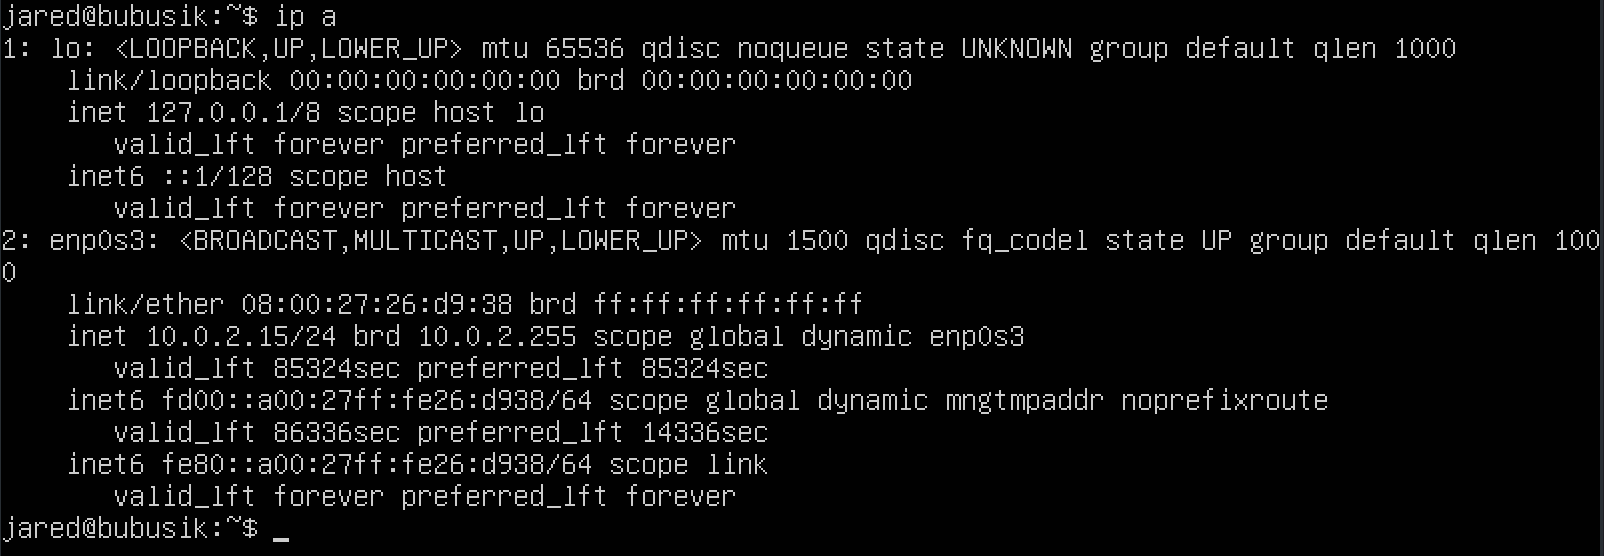 jared@bubusik:~$ ip a
1: lo: <LOOPBACK,UP,LOWER_UP> mtu 65536 qdisc noqueue state UNKNOWN group default qlen 1000
    link/loopback 00:00:00:00:00:00 brd 00:00:00:00:00:00
    inet 127.0.0.1/8 scope host lo
       valid_lft forever preferred_lft forever
    inet6 ::1/128 scope host
       valid_lft forever preferred_lft forever
2: enp0s3: <BROADCAST,MULTICAST,UP,LOWER_UP> mtu 1500 qdisc fq_codel state UP group default qlen 100
0
    link/ether 08:00:27:26:d9:38 brd ff:ff:ff:ff:ff:ff
    inet 10.0.2.15/24 brd 10.0.2.255 scope global dynamic enp0s3
       valid_lft 85324sec preferred_lft 85324sec
    inet6 fd00::a00:27ff:fe26:d938/64 scope global dynamic mngtmpaddr noprefixroute
       valid_lft 86336sec preferred_lft 14336sec
    inet6 fe80::a00:27ff:fe26:d938/64 scope link
       valid_lft forever preferred_lft forever
jared@bubusik:~$ _